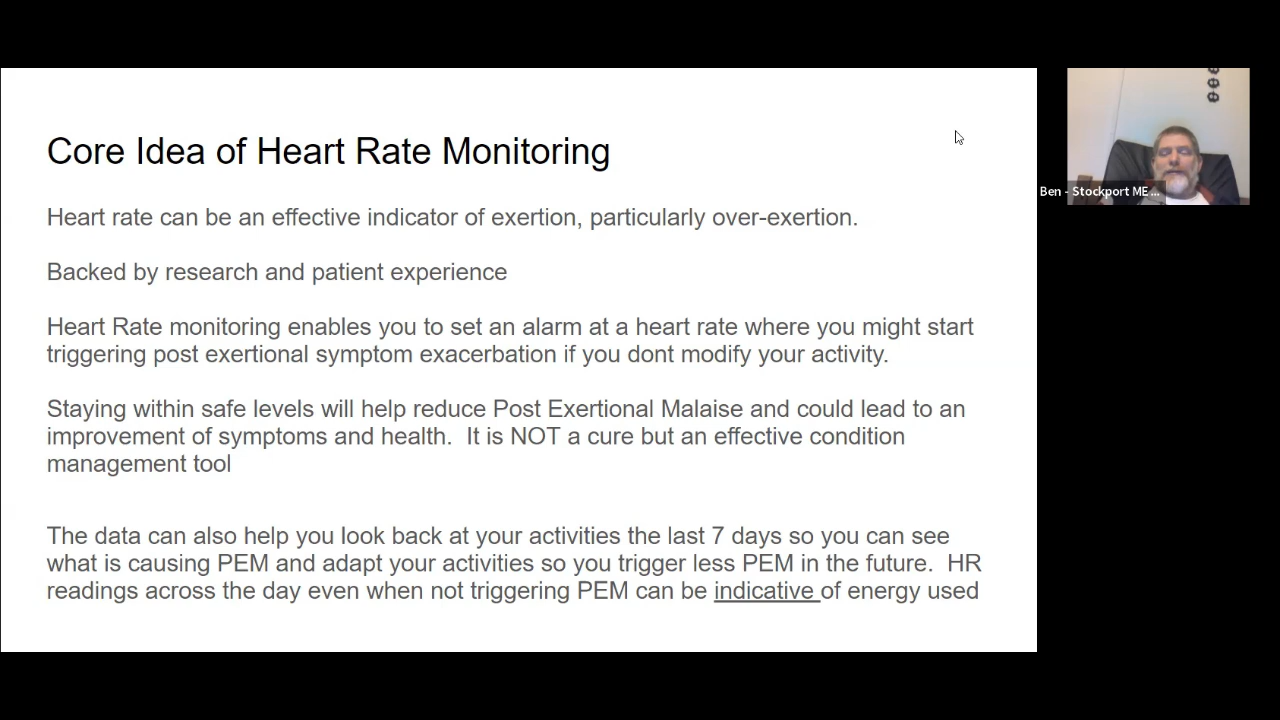 Core Idea of Heart Rate Monitoring
Heart rate can be an effective indicator of exertion, particularly over-exertion.
Backed by research and patient experience
Heart Rate monitoring enables you to set an alarm at a heart rate where you might start
triggering post exertional symptom exacerbation if you dont modify your activity.
Staying within safe levels will help reduce Post Exertional Malaise and could lead to an
improvement of symptoms and health.  It is NOT a cure but an effective condition
management tool
The data can also help you look back at your activities the last 7 days so you can see
what is causing PEM and adapt your activities so you trigger less PEM in the future.  HR
readings across the day even when not triggering PEM can be indicative of energy used
Ben - Stockport ME ...